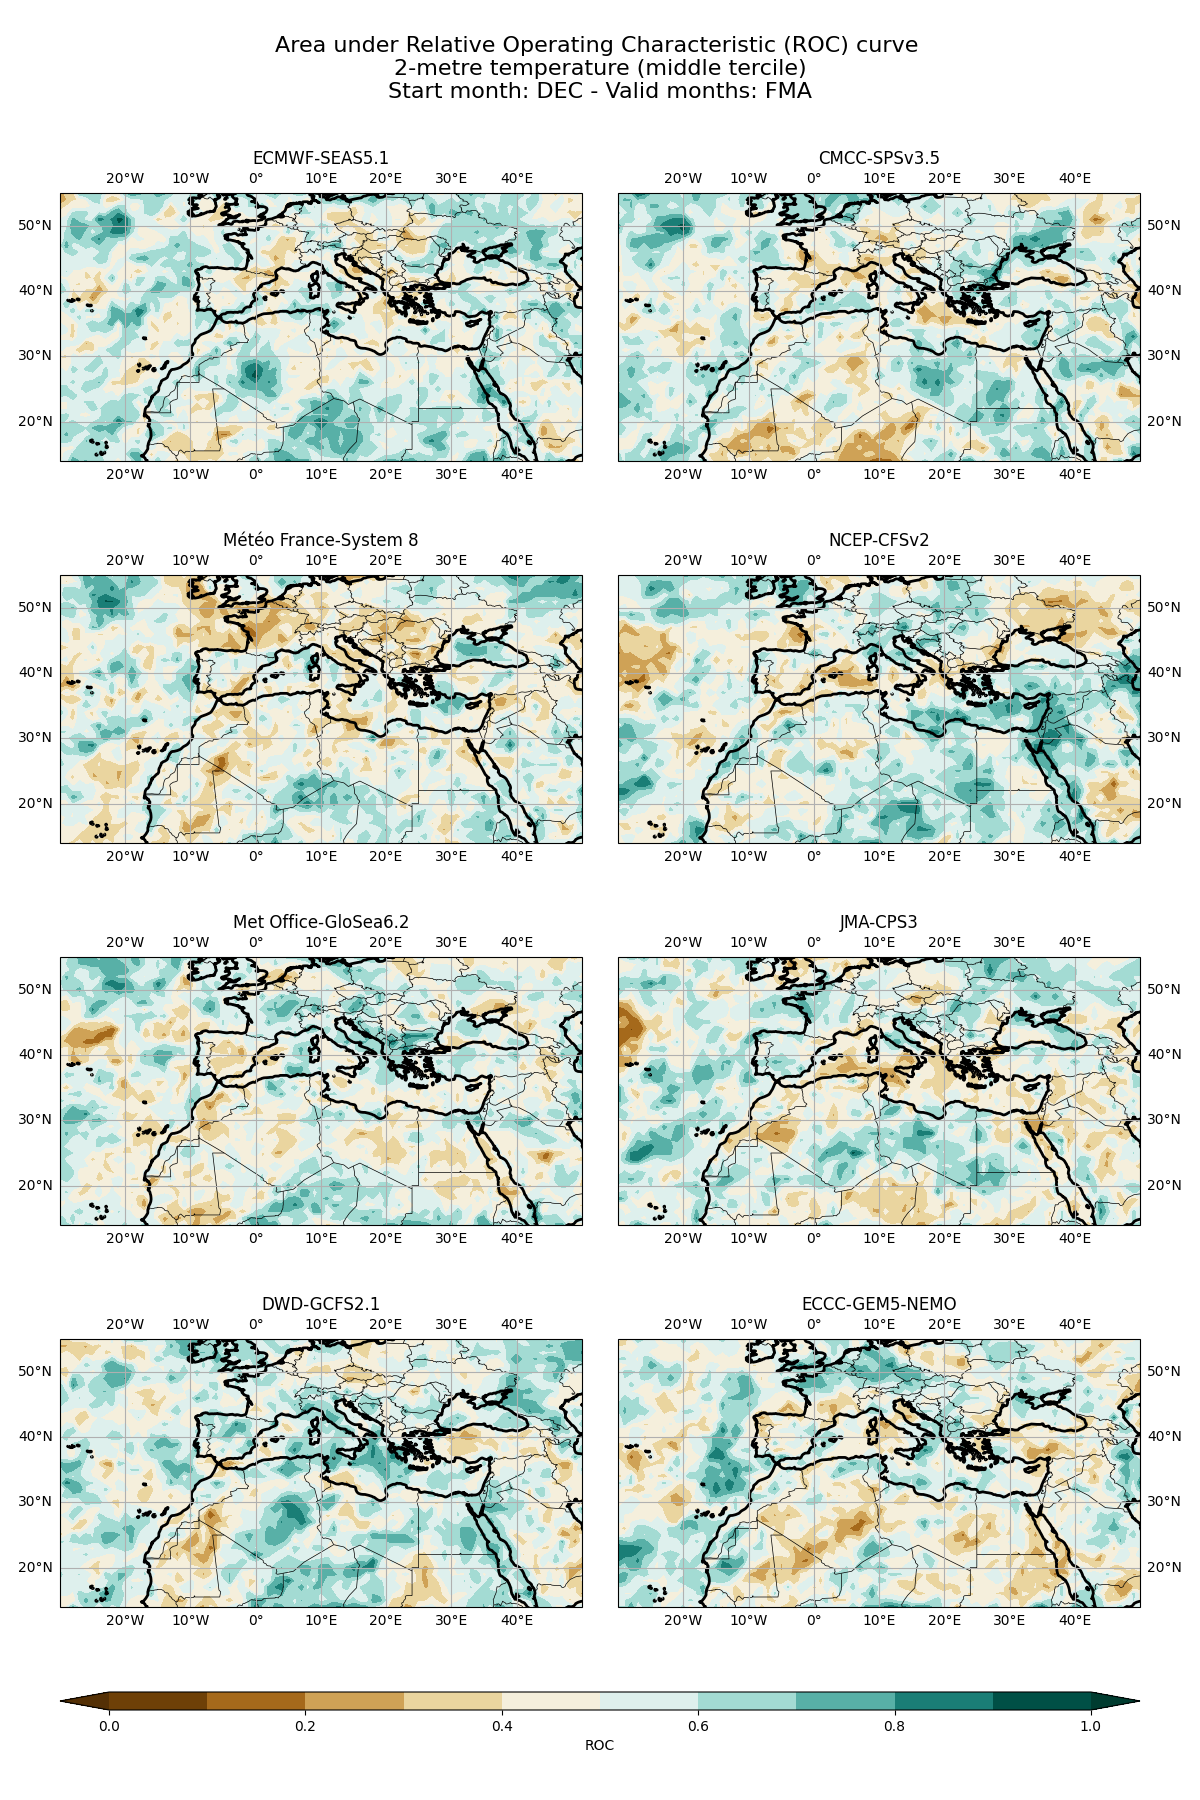 Area under Relative Operating Characteristic (ROC) curve
2-metre temperature (middle tercile)
Start month: DEC - Valid months: FMA
ECMWF-SEAS5.1
CMCC-SPSv3.5
20°W 10°W 0° 10°E 20°E 30°E 40°E
20°W 10°W 0° 10°E 20°E 30°E 40°E
50°N 50°N
40°N 40°N
30°N 30°N
20°N 20°N
20°W 10°W 0° 10°E 20°E 30°E 40°E
20°W 10°W 0° 10°E 20°E 30°E 40°E
Météo France-System 8
NCEP-CFSv2
20°W 10°W 0° 10°E 20°E 30°E 40°E
20°W 10°W 0° 10°E 20°E 30°E 40°E
50°N 50°N
40°N 40°N
30°N 30°N
20°N 20°N
20°W 10°W 0° 10°E 20°E 30°E 40°E
20°W 10°W 0° 10°E 20°E 30°E 40°E
Met Office-GloSea6.2
JMA-CPS3
20°W 10°W 0° 10°E 20°E 30°E 40°E
20°W 10°W 0° 10°E 20°E 30°E 40°E
50°N 50°N
40°N 40°N
30°N 30°N
20°N 20°N
20°W 10°W 0° 10°E 20°E 30°E 40°E
20°W 10°W 0° 10°E 20°E 30°E 40°E
DWD-GCFS2.1
ECCC-GEM5-NEMO
20°W 10°W 0° 10°E 20°E 30°E 40°E
20°W 10°W 0° 10°E 20°E 30°E 40°E
50°N 50°N
40°N 40°N
30°N 30°N
20°N 20°N
20°W 10°W 0° 10°E 20°E 30°E 40°E
20°W 10°W 0° 10°E 20°E 30°E 40°E
0.0 0.2 0.4 0.6 0.8 1.0
ROC